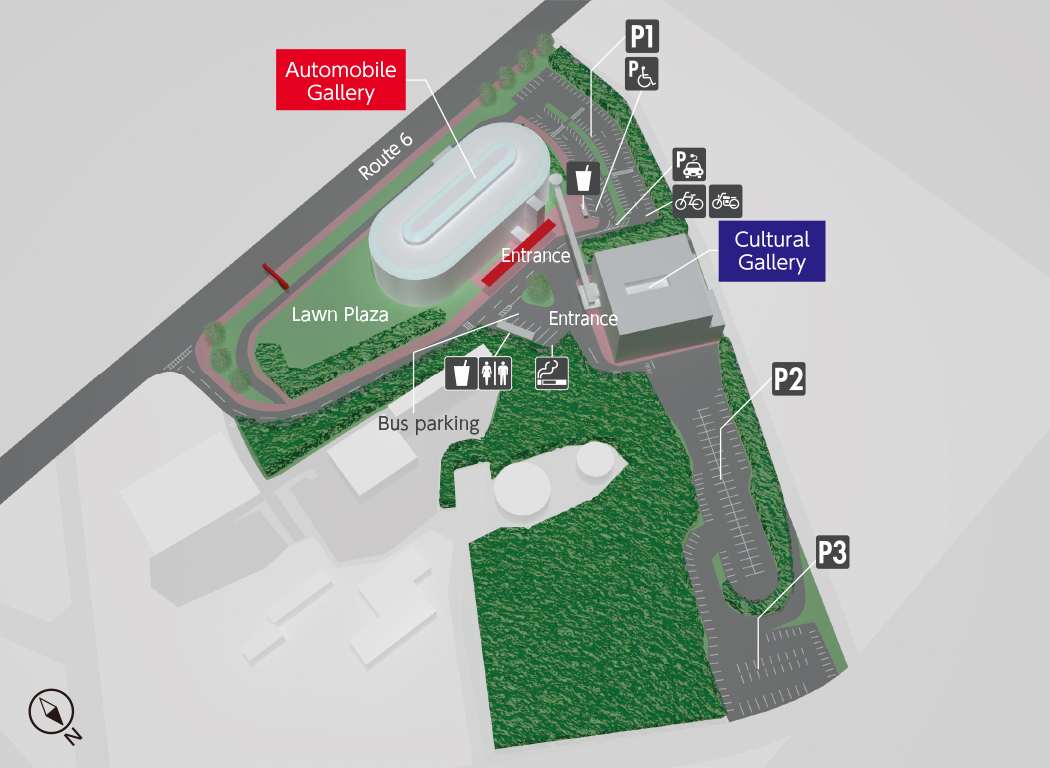 P1
P
Automobile
Gallery
Route 6
P
Cultural
Gallery
Entrance
Lawn Plaza
Entrance
P2
Bus parking
P3
N